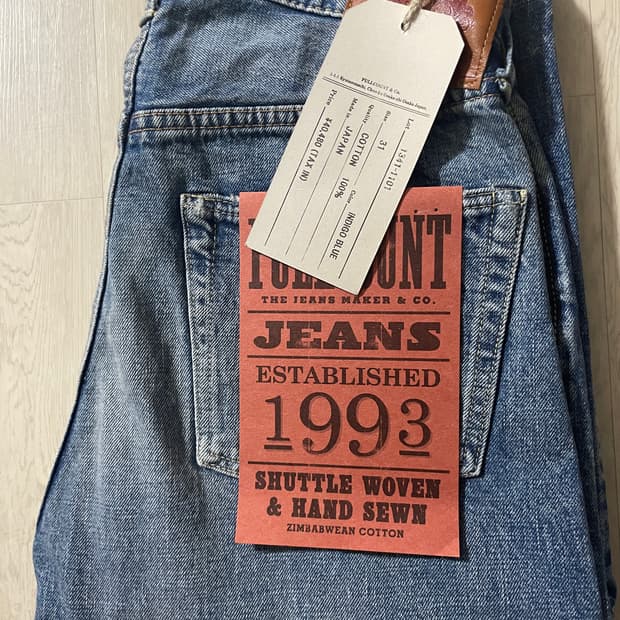 FULLCOUNT & Co.
Lot 1341-1101
Size 31
Quality COTTON 100% Color INDIGO BLUE
Made in JAPAN
Price ¥40,480 (TAX IN)
FULLCOUNT
THE JEANS MAKER & CO.
JEANS
ESTABLISHED
1993
SHUTTLE WOVEN
& HAND SEWN
ZIMBABWEAN COTTON